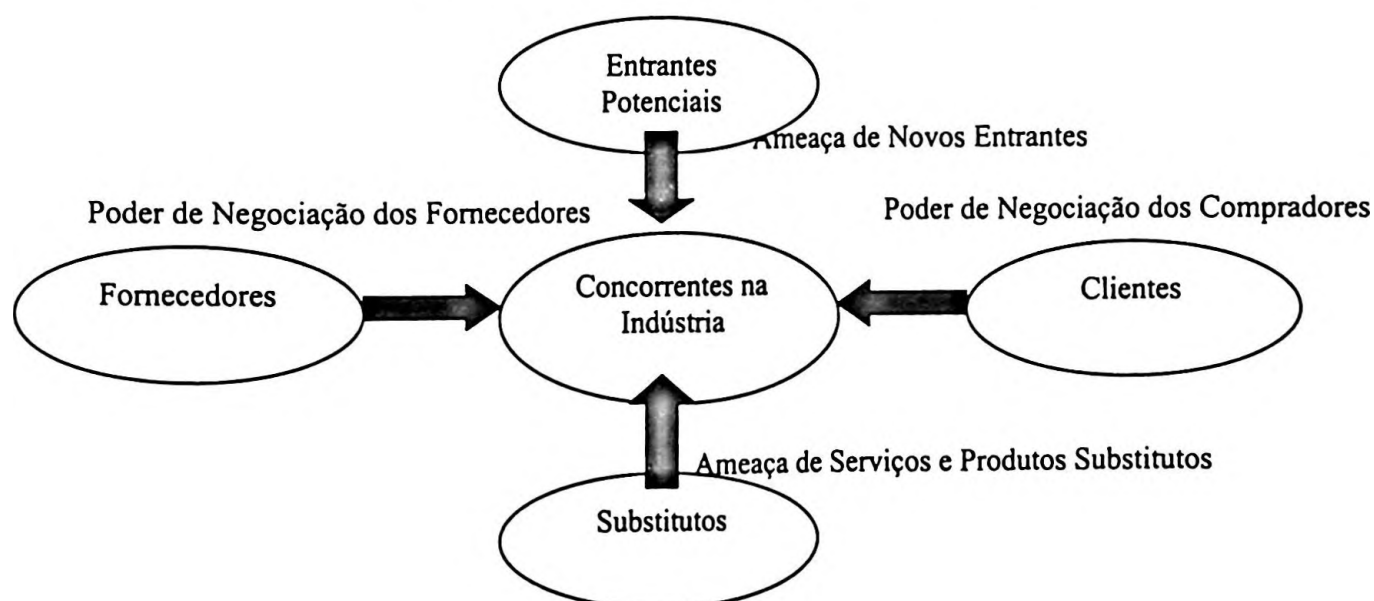 Entrantes
Potenciais
Ameaça de Novos Entrantes
Poder de Negociação dos Fornecedores
Poder de Negociação dos Compradores
Fornecedores
Concorrentes na
Indústria
Clientes
Ameaça de Serviços e Produtos Substitutos
Substitutos